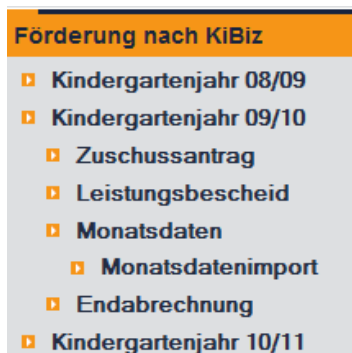 Förderung nach KiBiz
Kindergartenjahr 08/09
Kindergartenjahr 09/10
Zuschussantrag
Leistungsbescheid
Monatsdaten
Monatsdatenimport
Endabrechnung
Kindergartenjahr 10/11